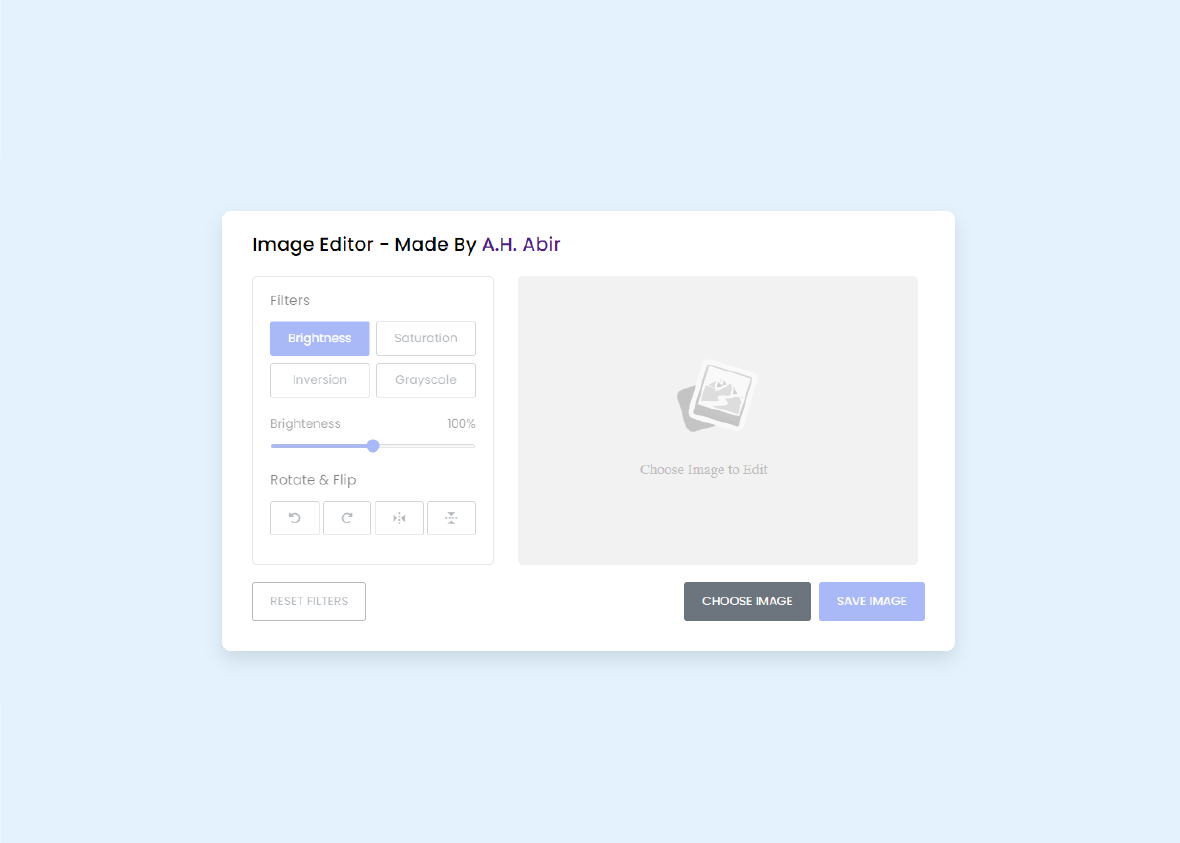 Image Editor - Made By A.H. Abir
Filters
Brightness
Saturation
Inversion
Grayscale
Brighteness 100%
Rotate & Flip
Choose Image to Edit
RESET FILTERS
CHOOSE IMAGE
SAVE IMAGE